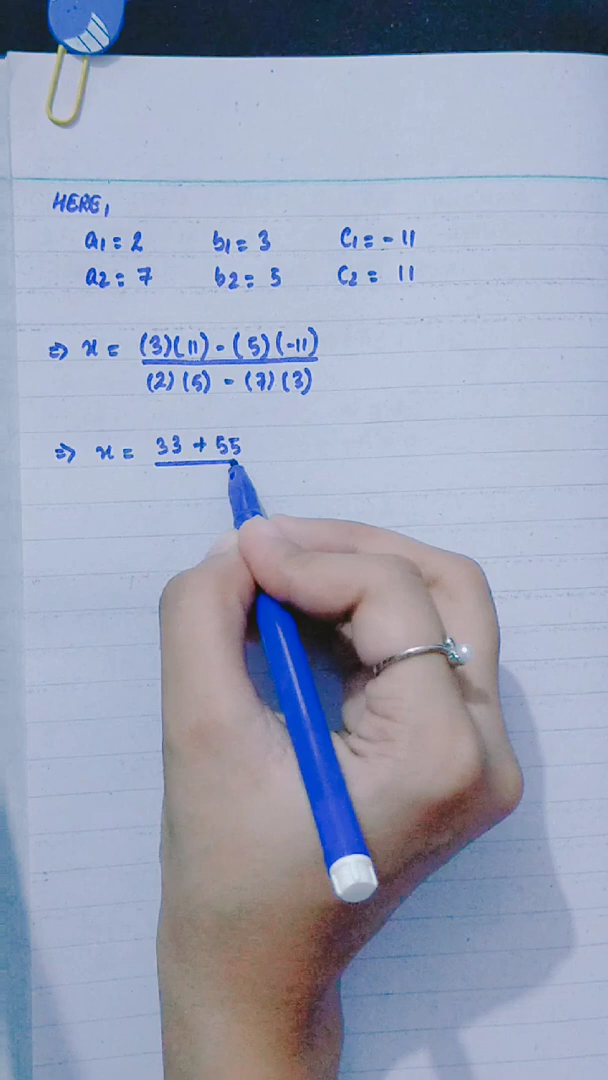 HERE,
a1 = 2 b1 = 3 c1 = -11
a2 = 7 b2 = 5 c2 = 11
⇒ x = (3)(11) - (5)(-11)
(2)(5) - (7)(3)
⇒ x = 33 + 55